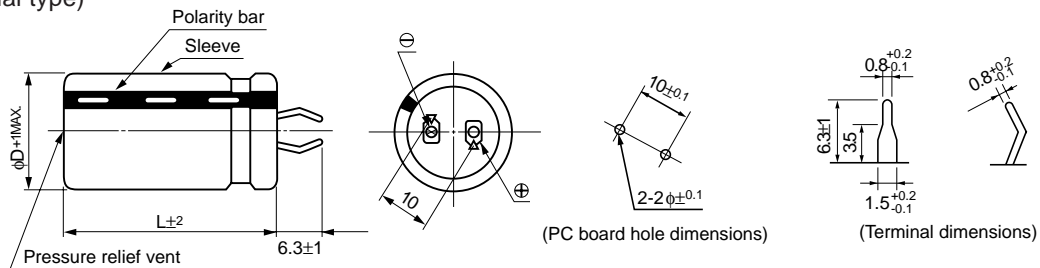 al type)
Polarity bar
Sleeve
ϕD+1MAX.
L±2
6.3±1
Pressure relief vent
⊖
⊕
10
10±0.1
2-2ϕ±0.1
(PC board hole dimensions)
0.8+0.2-0.1
6.3±1
3.5
1.5+0.2-0.1
0.8+0.2-0.1
(Terminal dimensions)